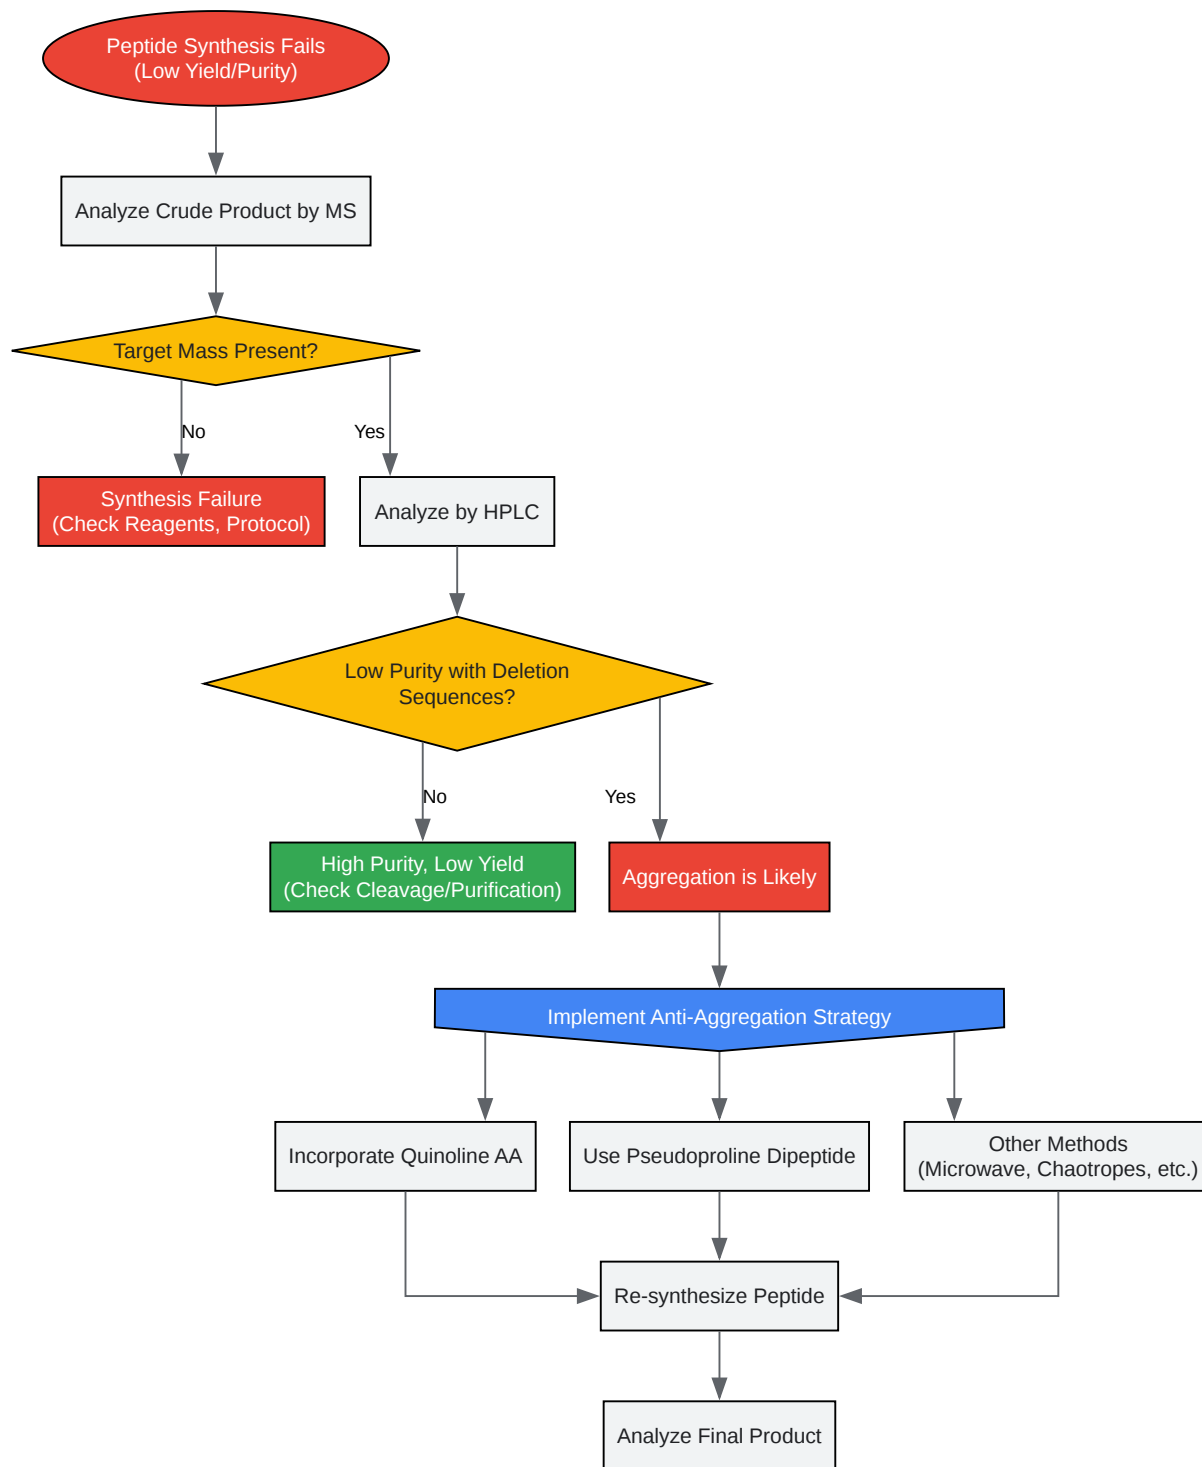 Peptide Synthesis Fails
(Low Yield/Purity)
Analyze Crude Product by MS
Target Mass Present?
No
Yes
Synthesis Failure
(Check Reagents, Protocol)
Analyze by HPLC
Low Purity with Deletion
Sequences?
No
Yes
High Purity, Low Yield
(Check Cleavage/Purification)
Aggregation is Likely
Implement Anti-Aggregation Strategy
Incorporate Quinoline AA
Use Pseudoproline Dipeptide
Other Methods
(Microwave, Chaotropes, etc.)
Re-synthesize Peptide
Analyze Final Product